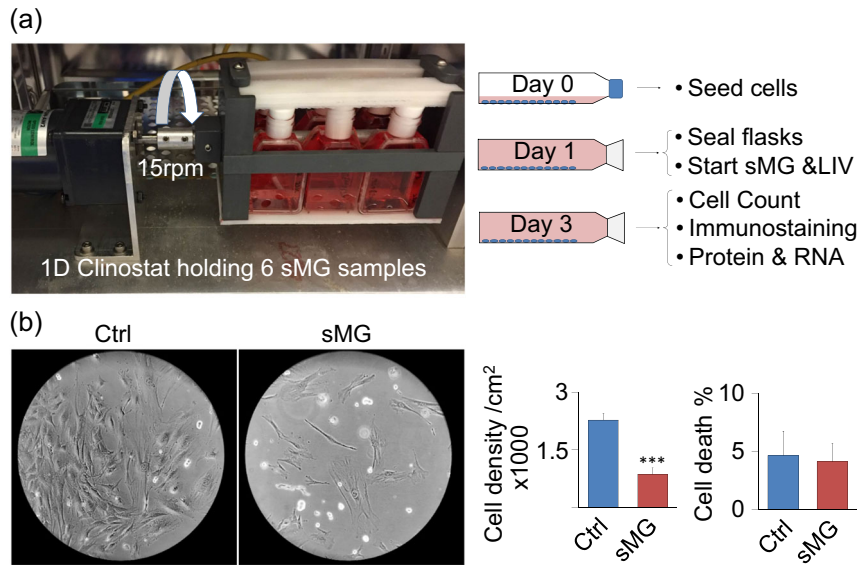 (a)
15rpm
1D Clinostat holding 6 sMG samples
Day 0
• Seed cells
Day 1
• Seal flasks
• Start sMG &LIV
Day 3
• Cell Count
• Immunostaining
• Protein & RNA
(b)
Ctrl
sMG
Cell density /cm²
x1000
3
1.5
***
Ctrl
sMG
Cell death %
10
5
0
Ctrl
sMG